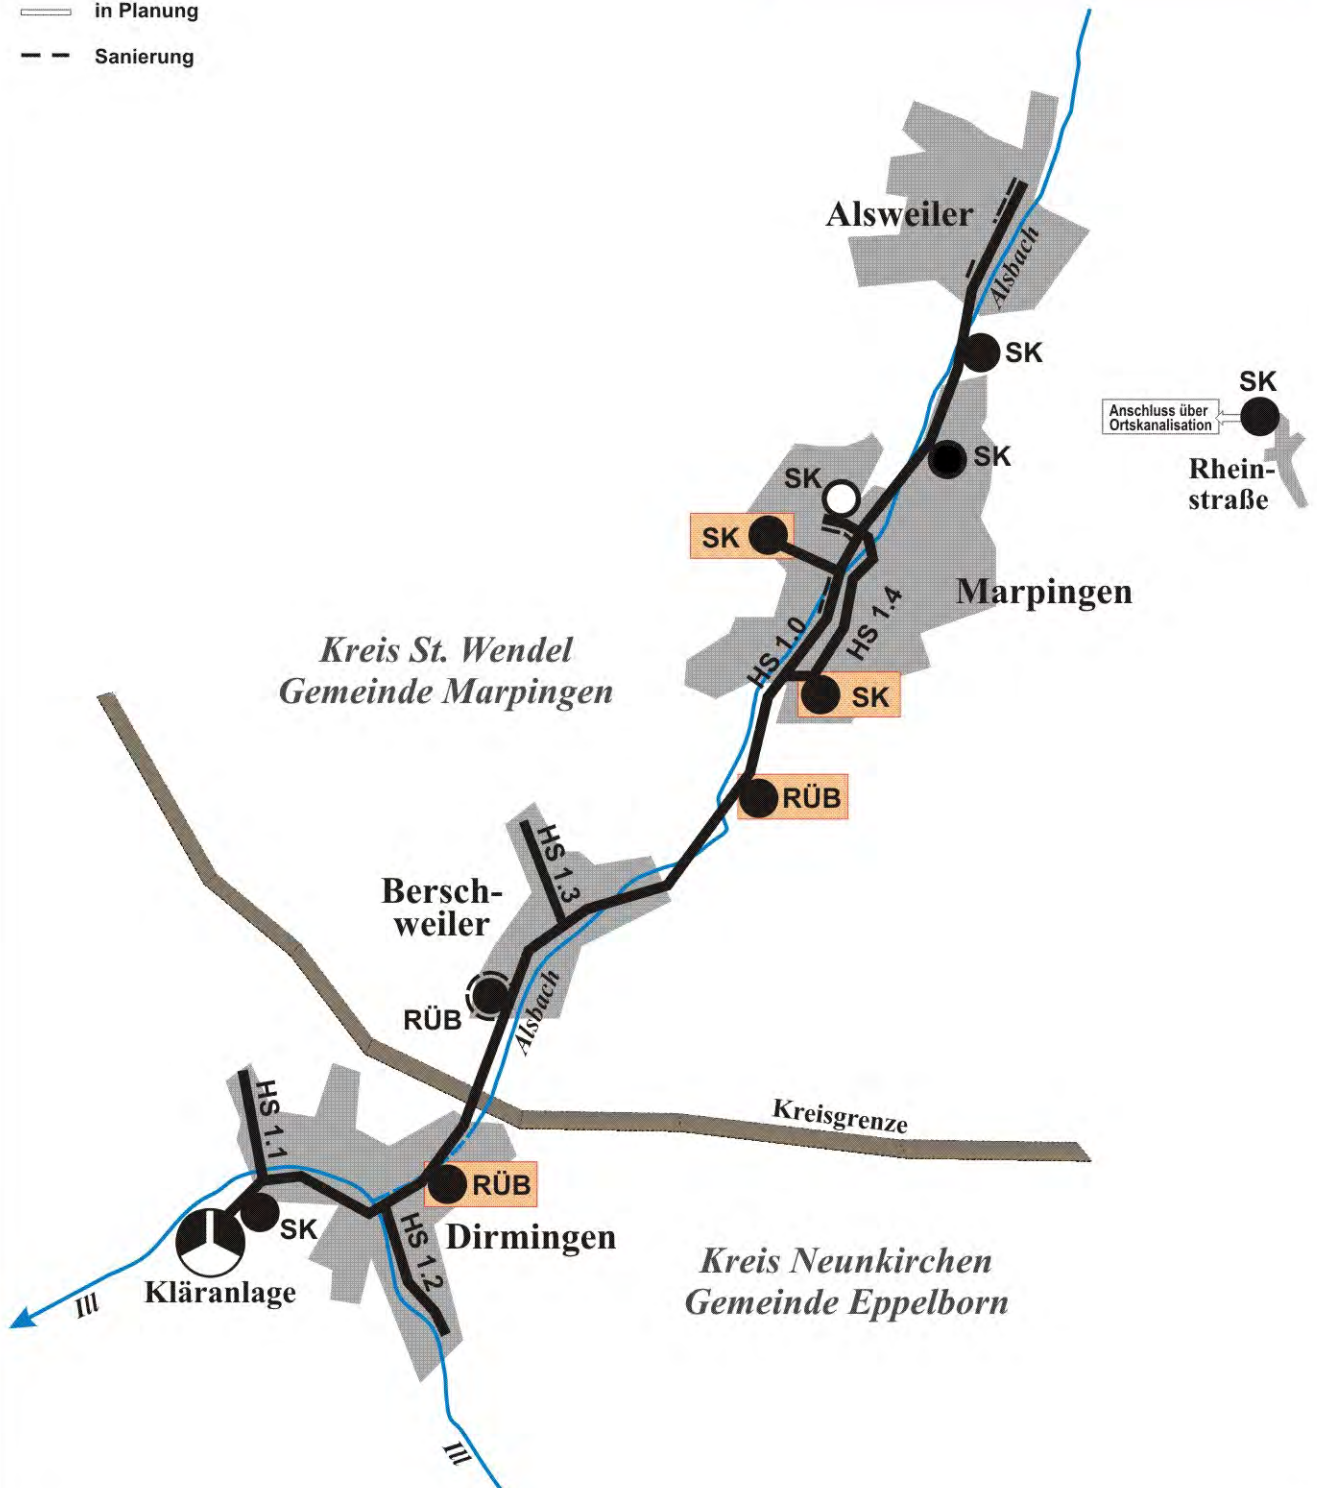 in Planung
Sanierung
Alsweiler
Alsbach
SK
SK
Anschluss über
Ortskanalisation
Rhein-
straße
SK
SK
SK
Marpingen
HS 1.4
HS 1.0
Kreis St. Wendel
Gemeinde Marpingen
SK
RÜB
HS 1.3
Bersch-
weiler
RÜB
Alsbach
Kreisgrenze
HS 1.1
RÜB
SK
HS 1.2
Dirmingen
Kläranlage
Kreis Neunkirchen
Gemeinde Eppelborn
Ill
Ill